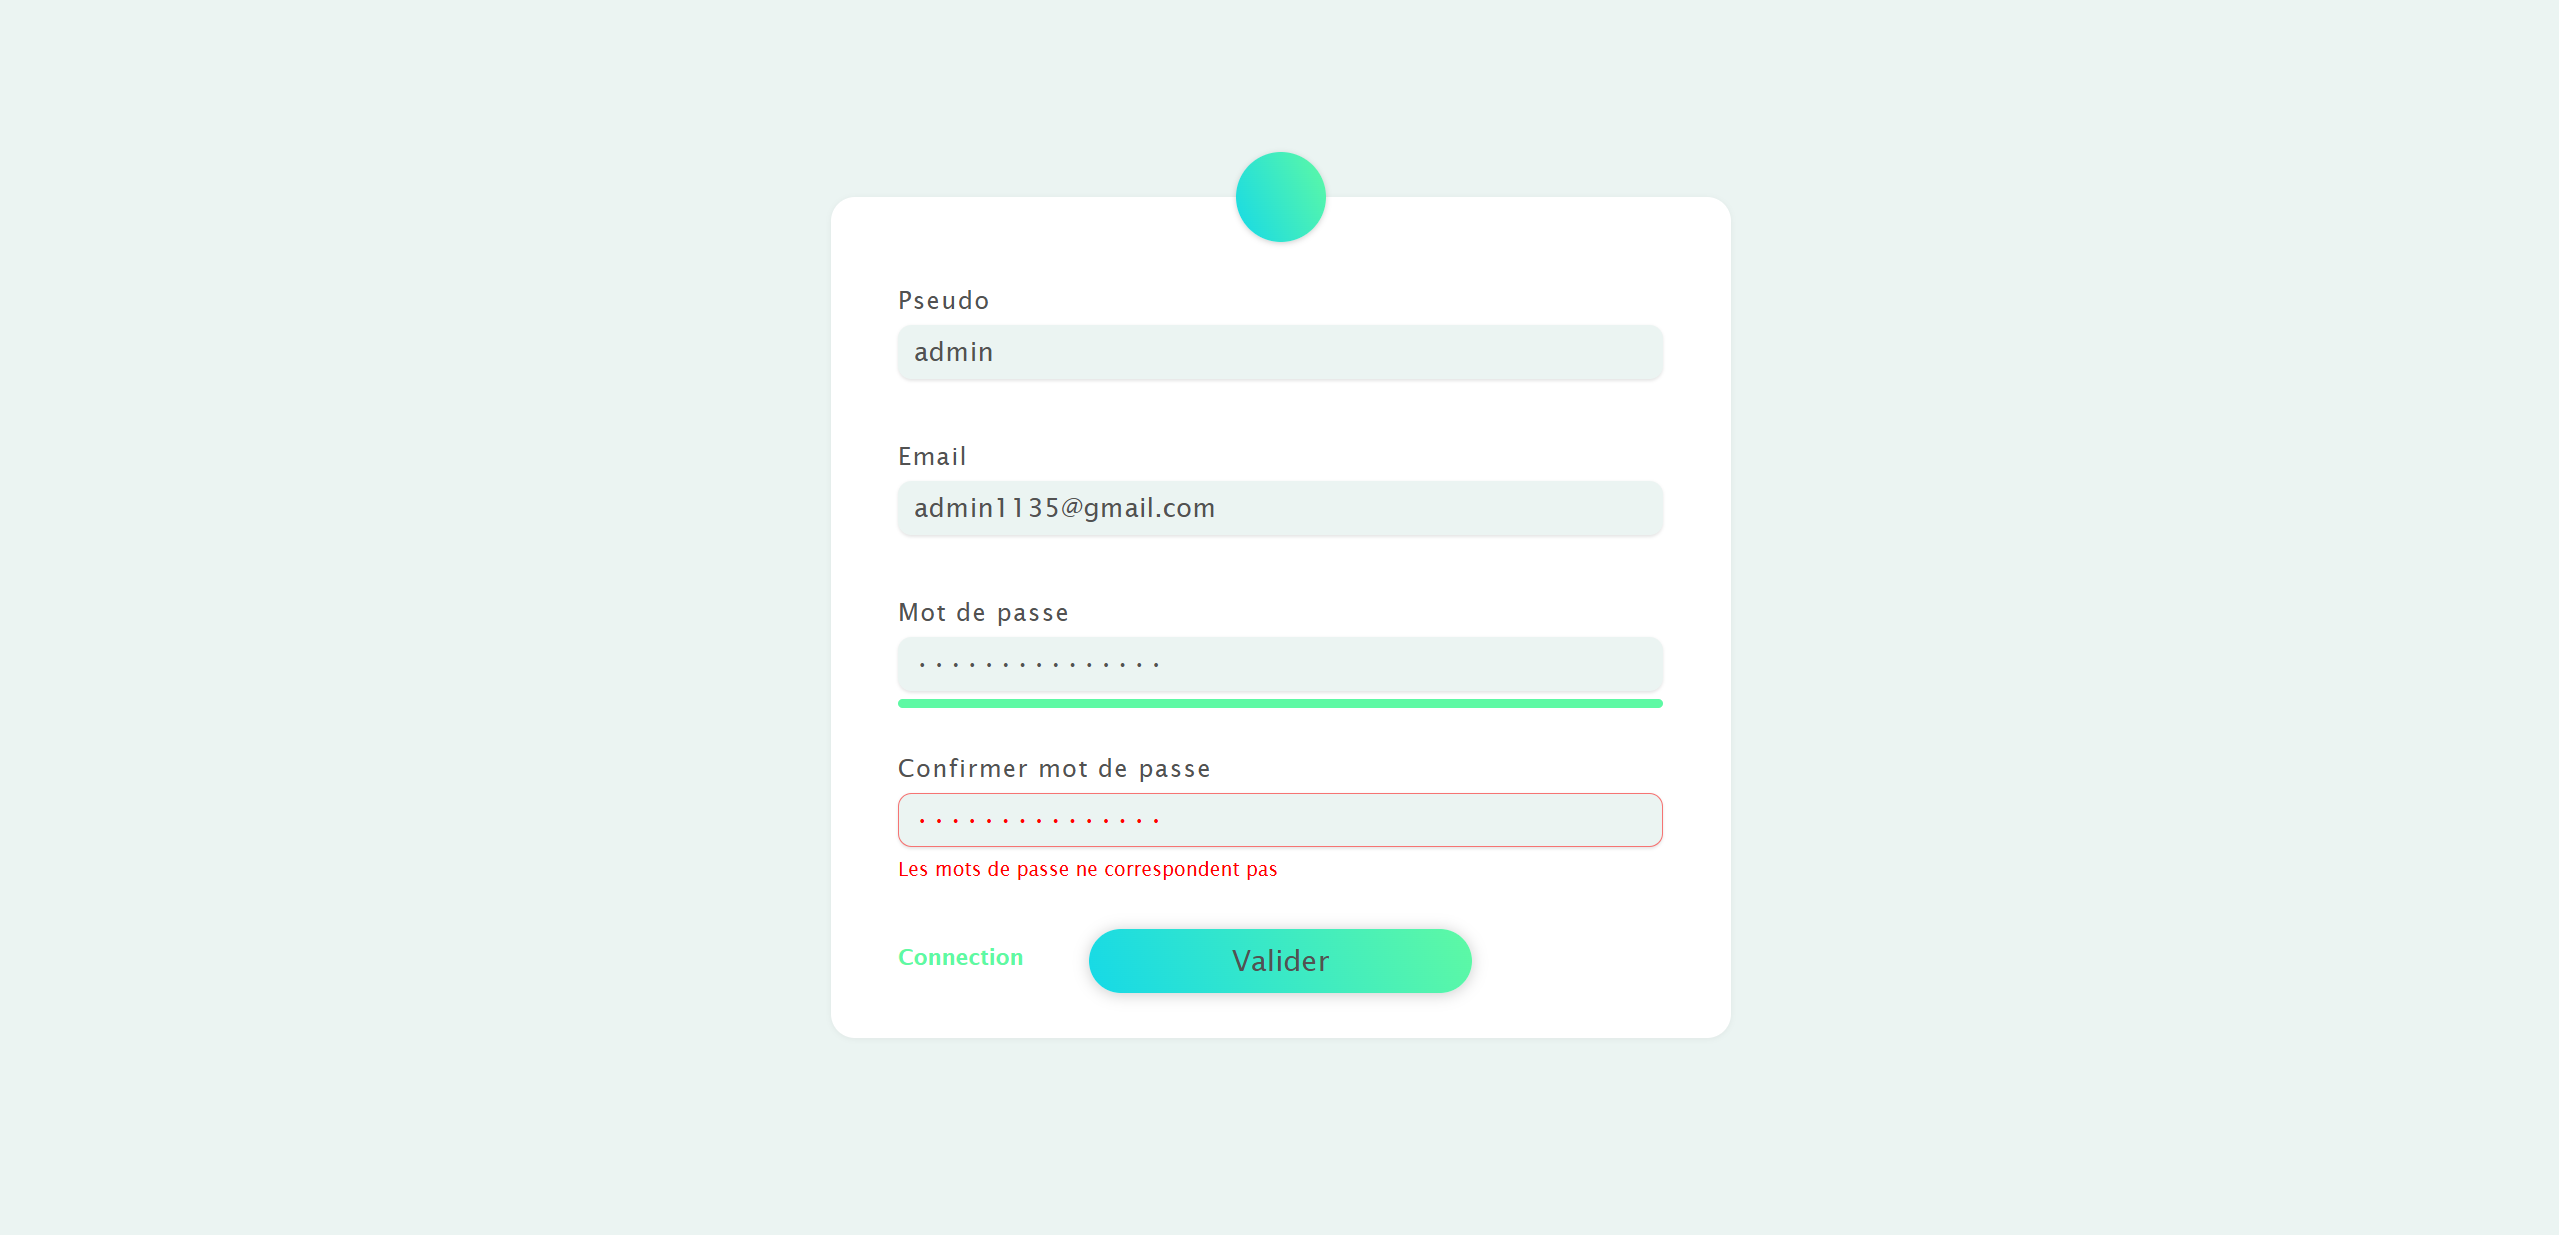 Pseudo
admin
Email
admin1135@gmail.com
Mot de passe
•••••••••••••••
Confirmer mot de passe
•••••••••••••••
Les mots de passe ne correspondent pas
Connection
Valider